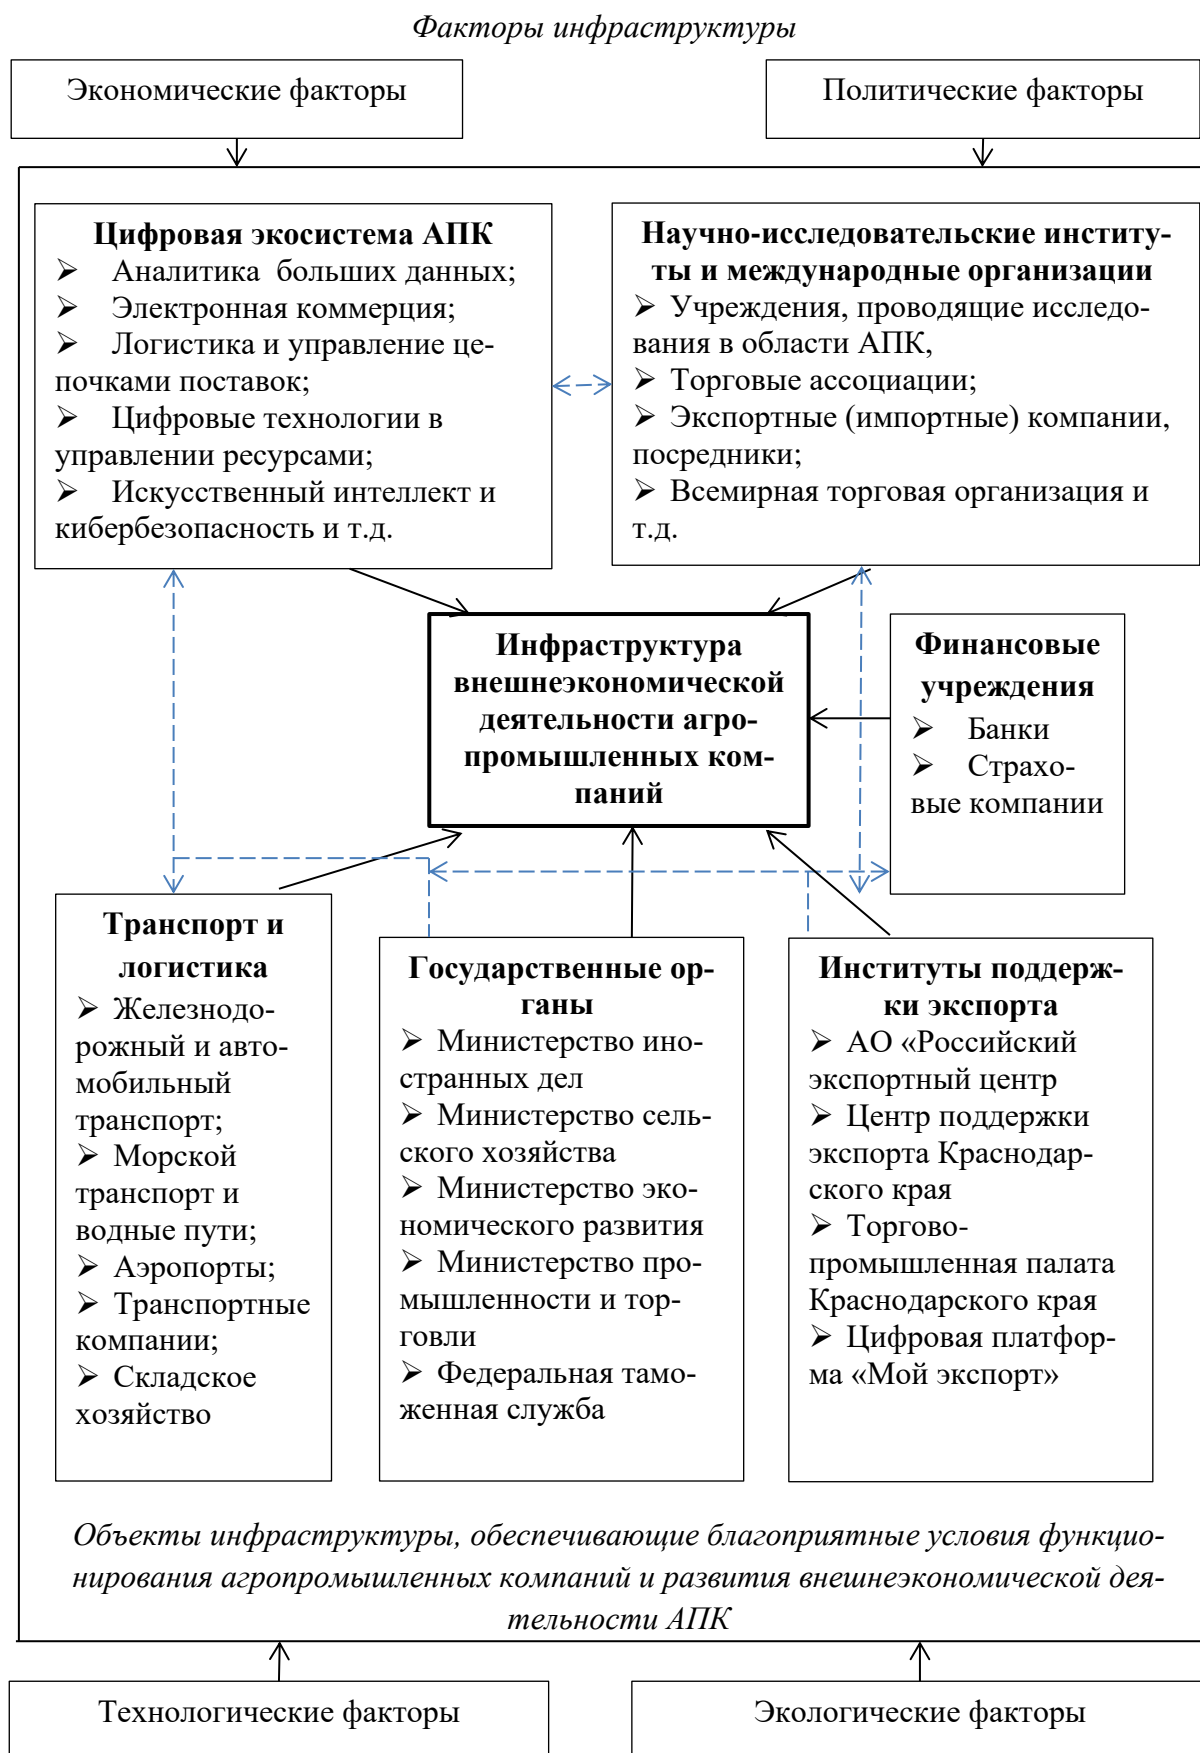 Факторы инфраструктуры
Экономические факторы
Политические факторы
Цифровая экосистема АПК
➢ Аналитика больших данных;
➢ Электронная коммерция;
➢ Логистика и управление це-
почками поставок;
➢ Цифровые технологии в
управлении ресурсами;
➢ Искусственный интеллект и
кибербезопасность и т.д.
Научно-исследовательские институ-
ты и международные организации
➢ Учреждения, проводящие исследо-
вания в области АПК,
➢ Торговые ассоциации;
➢ Экспортные (импортные) компании,
посредники;
➢ Всемирная торговая организация и
т.д.
Инфраструктура
внешнеэкономической
деятельности агро-
промышленных ком-
паний
Финансовые
учреждения
➢ Банки
➢ Страхо-
вые компании
Транспорт и
логистика
➢ Железнодо-
рожный и авто-
мобильный
транспорт;
➢ Морской
транспорт и
водные пути;
➢ Аэропорты;
➢ Транспортные
компании;
➢ Складское
хозяйство
Государственные ор-
ганы
➢ Министерство ино-
странных дел
➢ Министерство сель-
ского хозяйства
➢ Министерство эко-
номического развития
➢ Министерство про-
мышленности и тор-
говли
➢ Федеральная тамо-
женная служба
Институты поддерж-
ки экспорта
➢ АО «Российский
экспортный центр
➢ Центр поддержки
экспорта Краснодар-
ского края
➢ Торгово-
промышленная палата
Краснодарского края
➢ Цифровая платфор-
ма «Мой экспорт»
Объекты инфраструктуры, обеспечивающие благоприятные условия функцио-
нирования агропромышленных компаний и развития внешнеэкономической дея-
тельности АПК
Технологические факторы
Экологические факторы